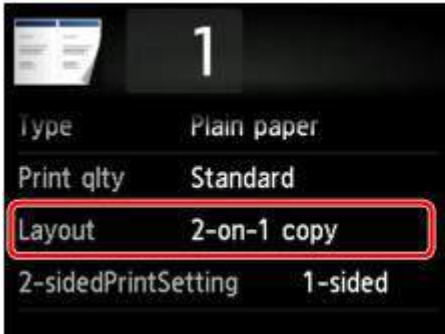 1
Type Plain paper
Print qlty Standard
Layout 2-on-1 copy
2-sidedPrintSetting 1-sided